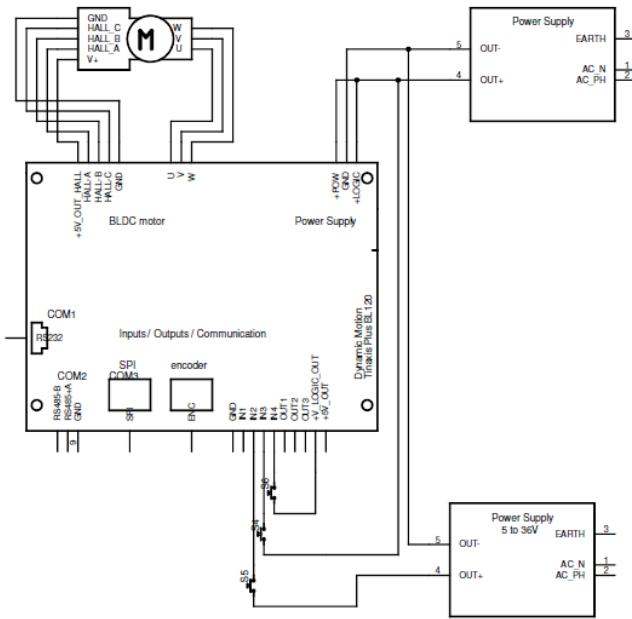 GND
HALL_C
HALL_B
HALL_A
V+
M
W
V
U
Power Supply
EARTH 3
5 OUT-
AC_N 1
4 OUT+
AC_PH 2
+5V_OUT_HALL
HALL-A
HALL-B
HALL-C
GND
U
V
W
+POW
GND
+LOGIC
BLDC motor
Power Supply
COM1
RS232
Inputs / Outputs / Communication
Dynamic Motion
Tinaxis Plus BL120
COM2
SPI
COM3
encoder
RS485-B
RS485+A
GND
9
SPI
ENC
GND
IN1
IN2
IN3
IN4
OUT1
OUT2
OUT3
+V_LOGIC_OUT
+5V_OUT
S6
S4
S5
Power Supply
5 to 36V
EARTH 3
5 OUT-
AC_N 1
4 OUT+
AC_PH 2